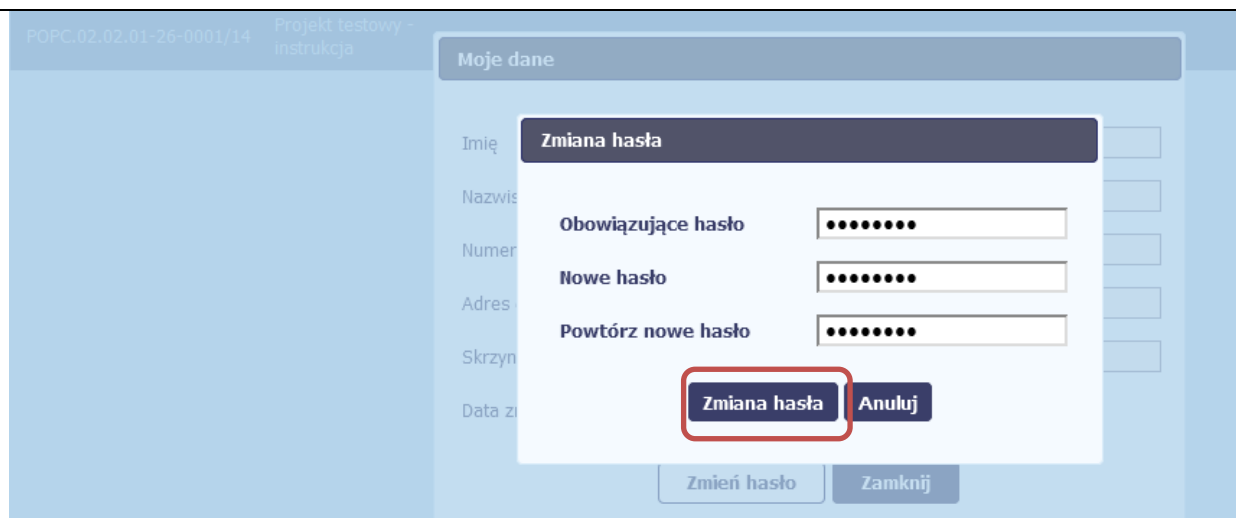 POPC.02.02.01-26-0001/14
Projekt testowy -
instrukcja
Moje dane
Imię
Zmiana hasła
Nazwis
Obowiązujące hasło ••••••••
Numer
Nowe hasło ••••••••
Adres
Powtórz nowe hasło ••••••••
Skrzyn
Zmiana hasła Anuluj
Data z
Zmień hasło Zamknij